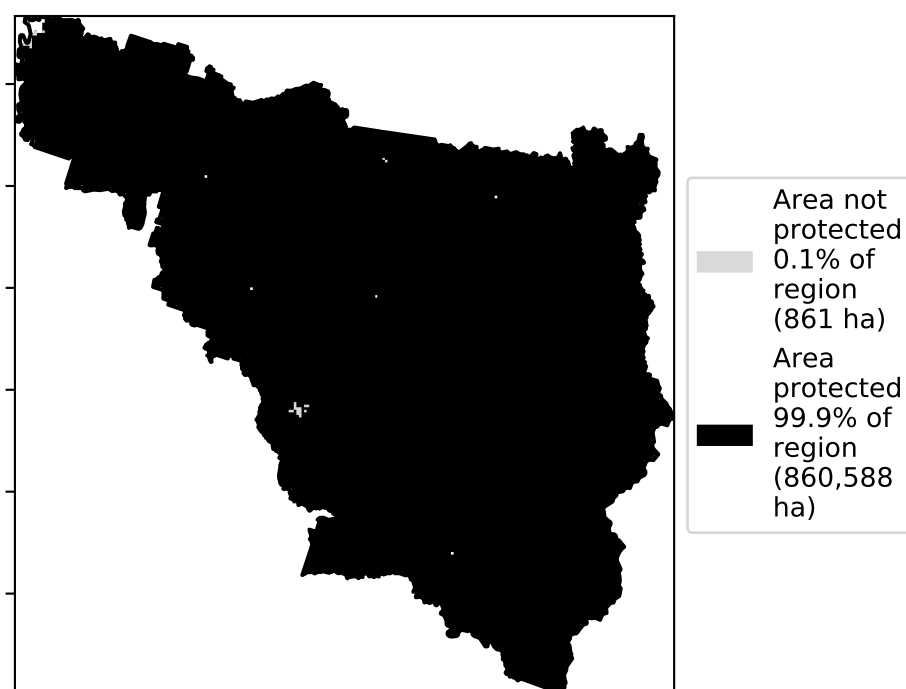 Area not
protected
0.1% of
region
(861 ha)
Area
protected
99.9% of
region
(860,588
ha)